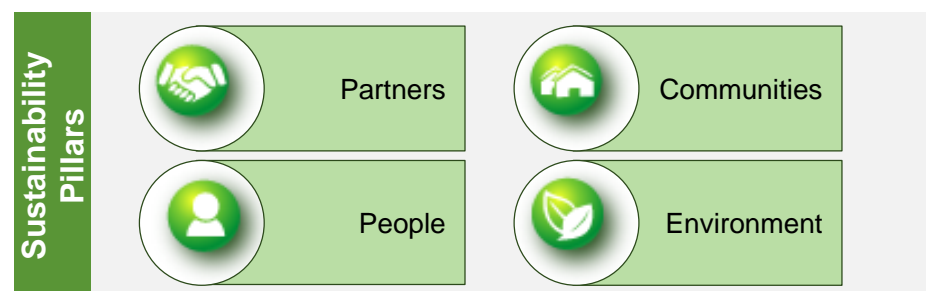 Sustainability
Pillars
Partners
Communities
People
Environment